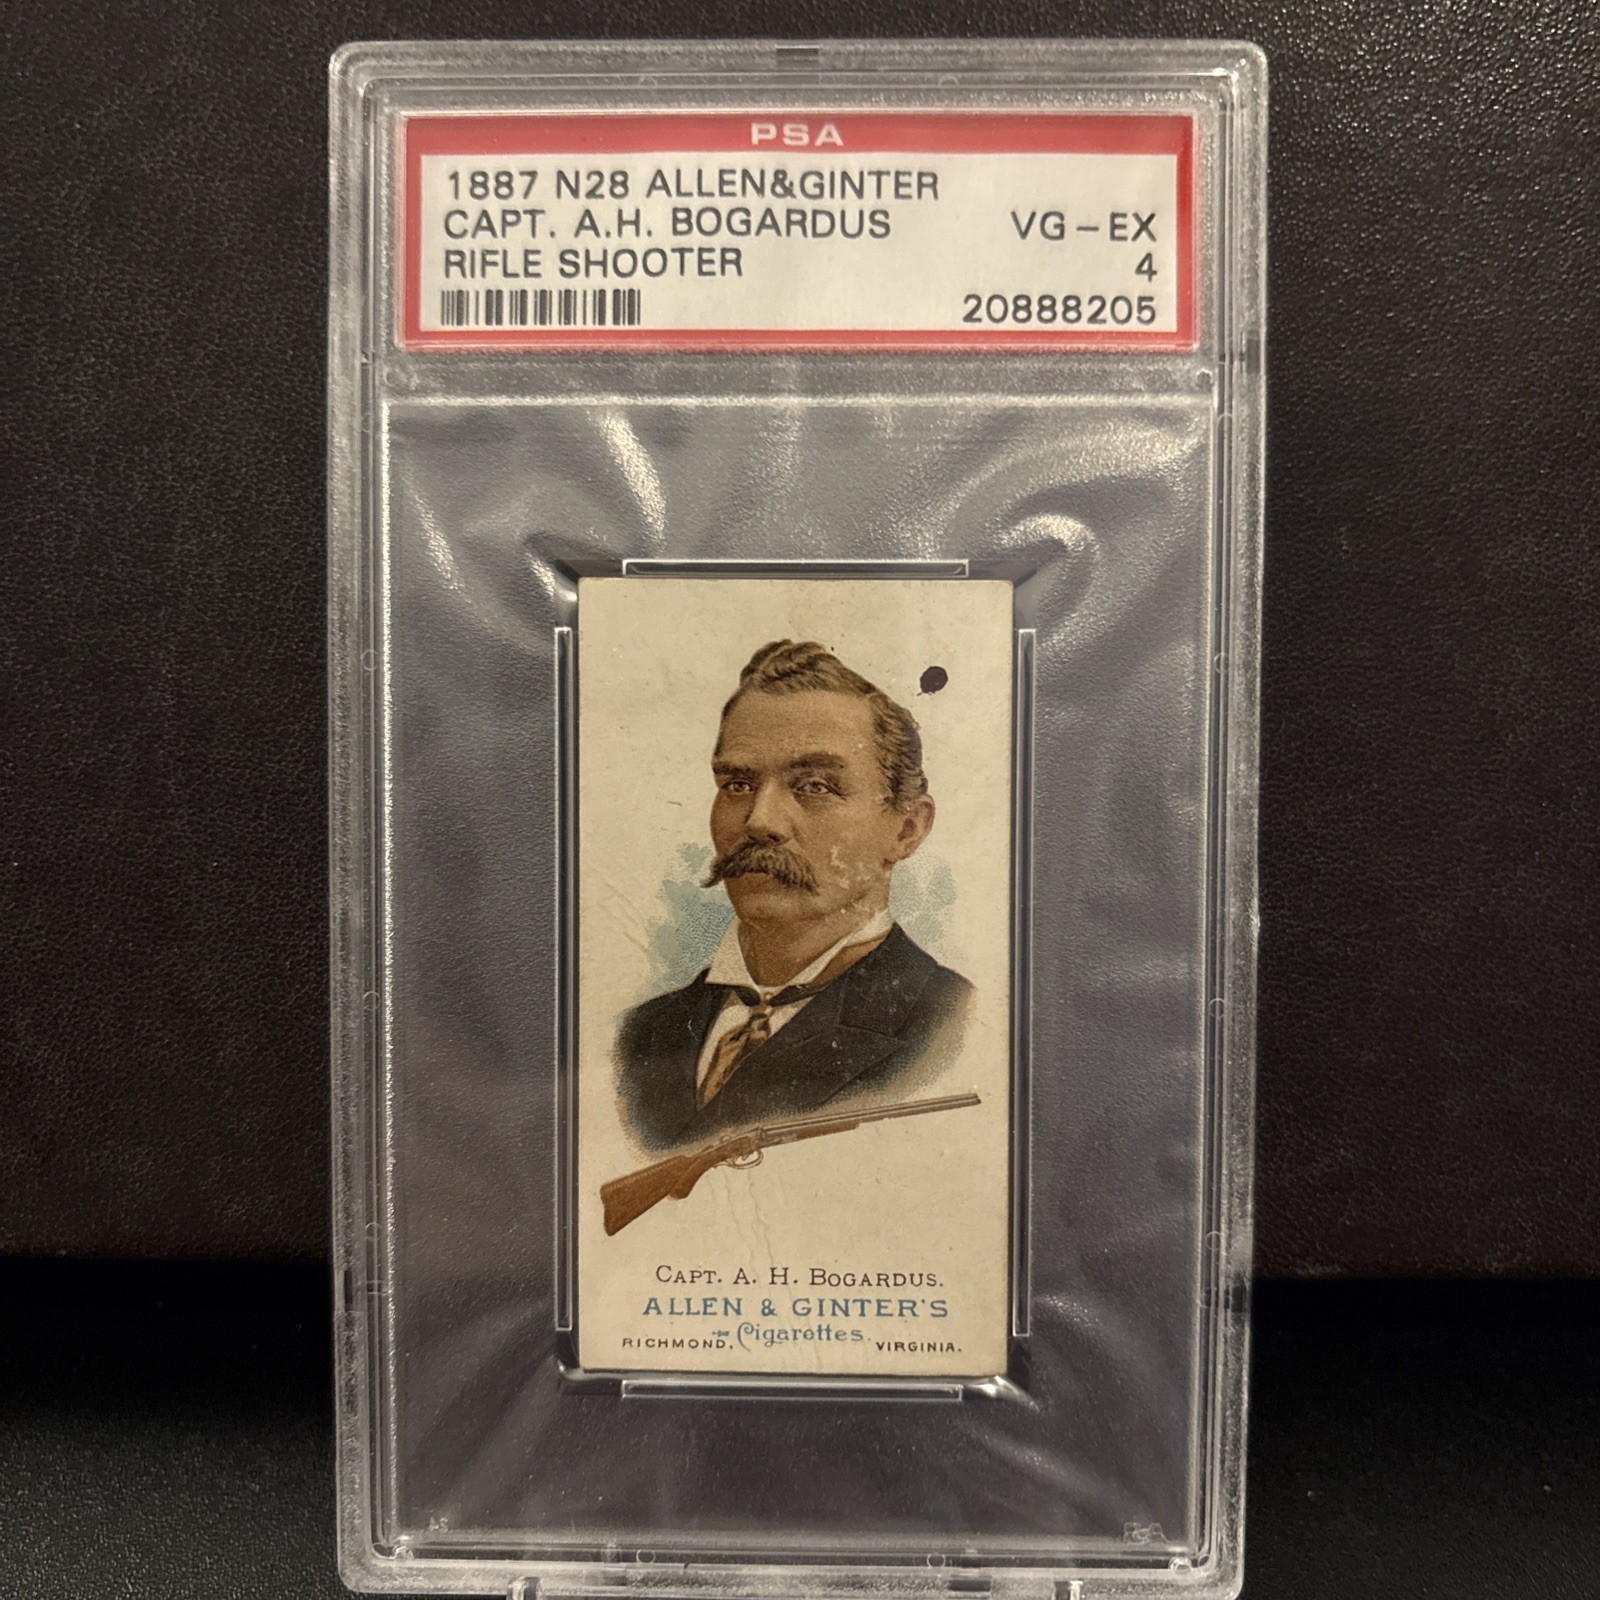 PSA
1887 N28 ALLEN&GINTER
CAPT. A.H. BOGARDUS VG-EX
RIFLE SHOOTER 4
20888205
CAPT. A. H. BOGARDUS.
ALLEN & GINTER'S
Cigarettes.
RICHMOND, VIRGINIA.
PSA